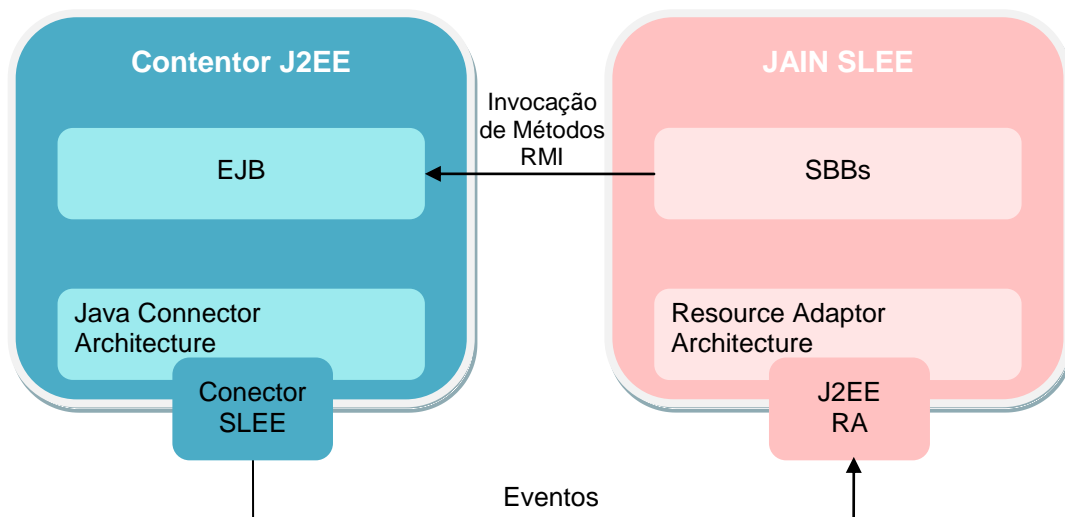 Contentor J2EE
EJB
Java Connector
Architecture
Conector
SLEE
Invocação
de Métodos
RMI
JAIN SLEE
SBBs
Resource Adaptor
Architecture
J2EE
RA
Eventos